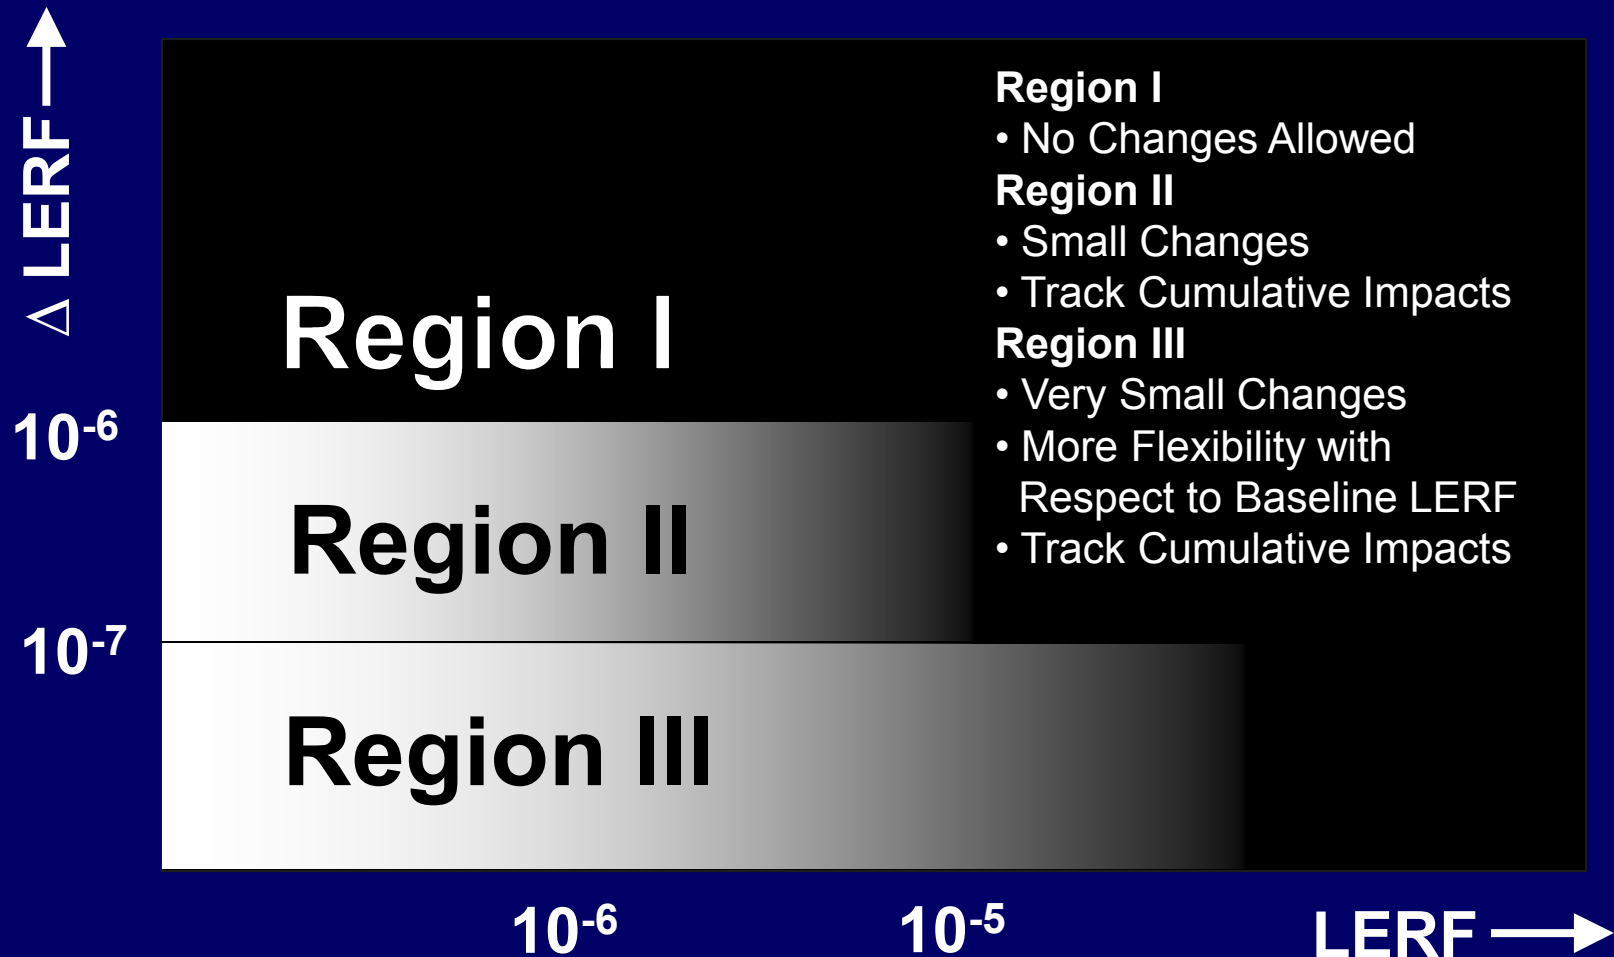 Δ LERF
Region I
• No Changes Allowed
Region II
• Small Changes
• Track Cumulative Impacts
Region III
• Very Small Changes
• More Flexibility with
Respect to Baseline LERF
• Track Cumulative Impacts
Region I
10⁻⁶
Region II
10⁻⁷
Region III
10⁻⁶
10⁻⁵
LERF